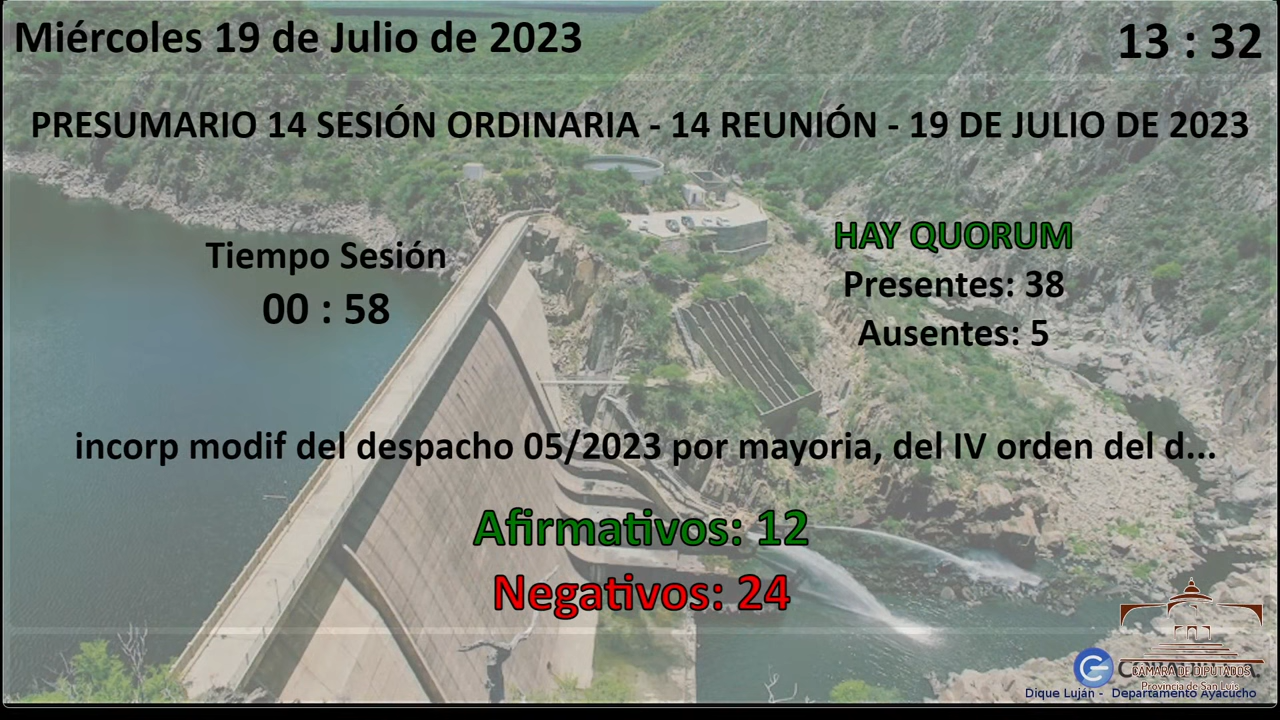 Miércoles 19 de Julio de 2023
13 : 32
PRESUMARIO 14 SESIÓN ORDINARIA - 14 REUNIÓN - 19 DE JULIO DE 2023
Tiempo Sesión
00 : 58
HAY QUORUM
Presentes: 38
Ausentes: 5
incorp modif del despacho 05/2023 por mayoria, del IV orden del d...
Afirmativos: 12
Negativos: 24
CAMARA DE DIPUTADOS
Provincia de San Luis
Dique Luján - Departamento Ayacucho